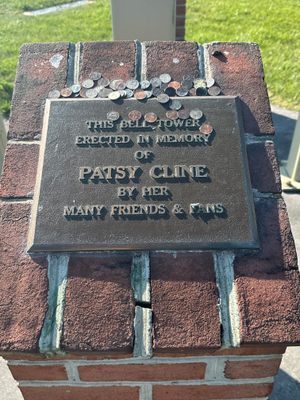 THIS BELL TOWER
ERECTED IN MEMORY
OF
PATSY CLINE
BY HER
MANY FRIENDS & FANS